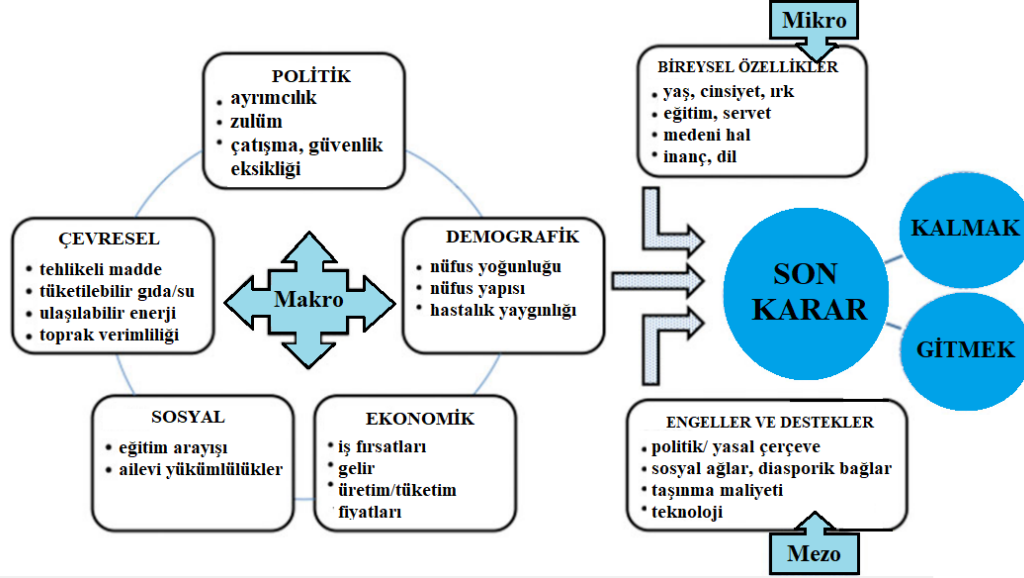 POLİTİK
ayrımcılık
zulüm
çatışma, güvenlik
eksikliği
ÇEVRESEL
tehlikeli madde
tüketilebilir gıda/su
ulaşılabilir enerji
toprak verimliliği
Makro
DEMOGRAFİK
nüfus yoğunluğu
nüfus yapısı
hastalık yaygınlığı
SOSYAL
eğitim arayışı
ailevi yükümlülükler
EKONOMİK
iş fırsatları
gelir
üretim/tüketim
fiyatları
Mikro
BİREYSEL ÖZELLİKLER
yaş, cinsiyet, ırk
eğitim, servet
medeni hal
inanç, dil
SON
KARAR
KALMAK
GİTMEK
ENGELLER VE DESTEKLER
politik/ yasal çerçeve
sosyal ağlar, diasporik bağlar
taşınma maliyeti
teknoloji
Mezo